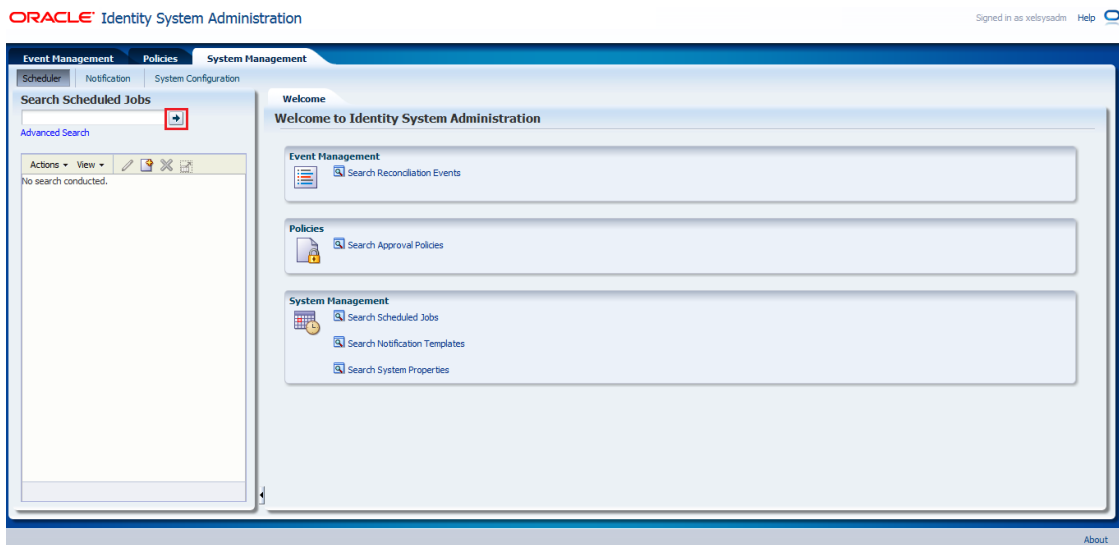 ORACLE Identity System Administration
Signed in as xelsysadm Help
Event Management Policies System Management
Scheduler Notification System Configuration
Search Scheduled Jobs
Advanced Search
Actions View
No search conducted.
Welcome
Welcome to Identity System Administration
Event Management
Search Reconciliation Events
Policies
Search Approval Policies
System Management
Search Scheduled Jobs
Search Notification Templates
Search System Properties
About